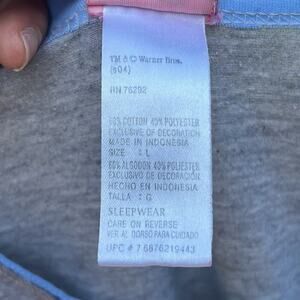 TM & © Warner Bros.
(s04)
RN 76292
60% COTTON 40% POLYESTER
EXCLUSIVE OF DECORATION
MADE IN INDONESIA
SIZE : L
60% ALGODON 40% POLIESTER
EXCLUSIVO DE DECORACION
HECHO EN INDONESIA
TALLA : G
SLEEPWEAR
CARE ON REVERSE
VER AL DORSO PARA CUIDADO
UPC # 7 6876219443